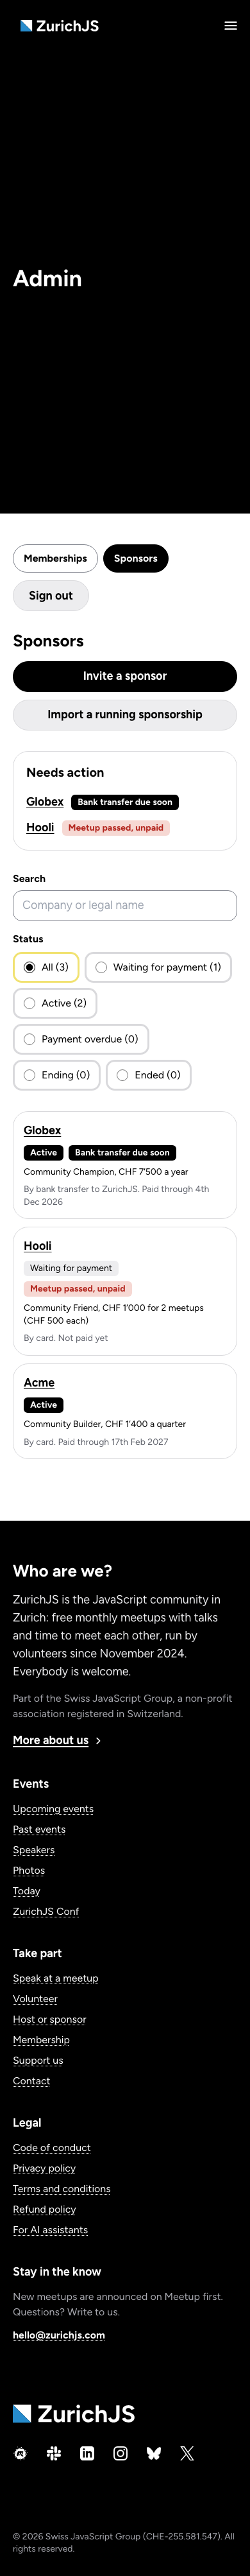 ZurichJS
Admin
Memberships
Sponsors
Sign out
Sponsors
Invite a sponsor
Import a running sponsorship
Needs action
Globex Bank transfer due soon
Hooli Meetup passed, unpaid
Search
Company or legal name
Status
All (3)
Waiting for payment (1)
Active (2)
Payment overdue (0)
Ending (0)
Ended (0)
Globex
Active Bank transfer due soon
Community Champion, CHF 7'500 a year
By bank transfer to ZurichJS. Paid through 4th
Dec 2026
Hooli
Waiting for payment
Meetup passed, unpaid
Community Friend, CHF 1'000 for 2 meetups
(CHF 500 each)
By card. Not paid yet
Acme
Active
Community Builder, CHF 1'400 a quarter
By card. Paid through 17th Feb 2027
Who are we?
ZurichJS is the JavaScript community in
Zurich: free monthly meetups with talks
and time to meet each other, run by
volunteers since November 2024.
Everybody is welcome.
Part of the Swiss JavaScript Group, a non-profit
association registered in Switzerland.
More about us
Events
Upcoming events
Past events
Speakers
Photos
Today
ZurichJS Conf
Take part
Speak at a meetup
Volunteer
Host or sponsor
Membership
Support us
Contact
Legal
Code of conduct
Privacy policy
Terms and conditions
Refund policy
For AI assistants
Stay in the know
New meetups are announced on Meetup first.
Questions? Write to us.
hello@zurichjs.com
ZurichJS
© 2026 Swiss JavaScript Group (CHE-255.581.547). All
rights reserved.